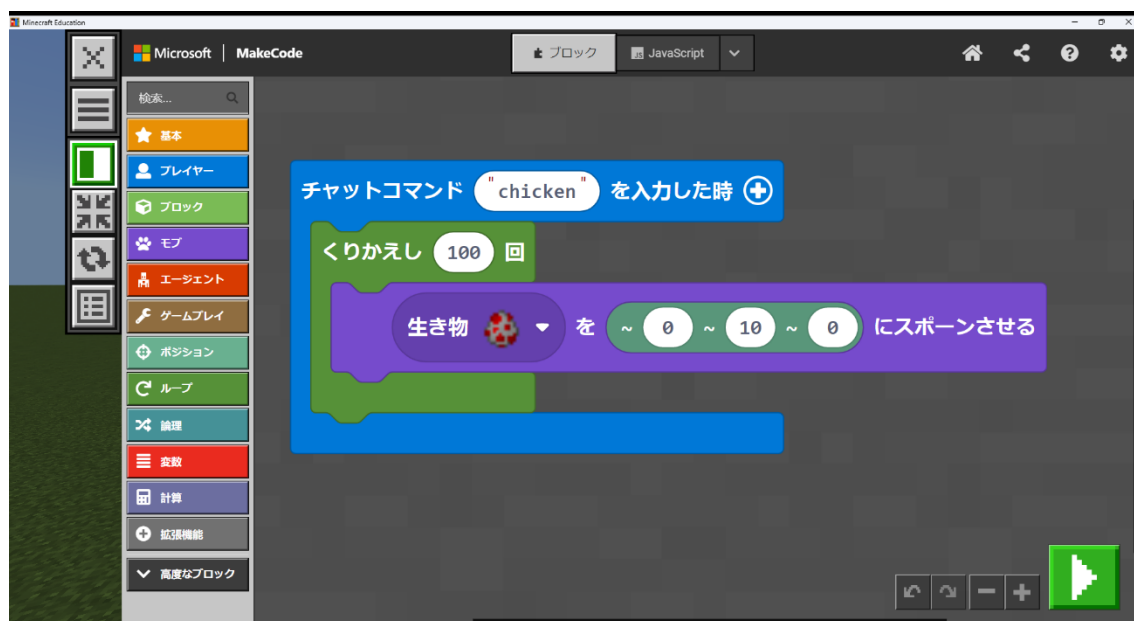 Minecraft Education
Microsoft | MakeCode
ブロック
JS JavaScript
検索...
基本
プレイヤー
ブロック
モブ
エージェント
ゲームプレイ
ポジション
ループ
論理
変数
計算
拡張機能
高度なブロック
チャットコマンド "chicken" を入力した時
くりかえし 100 回
生き物 を ~ 0 ~ 10 ~ 0 にスポーンさせる